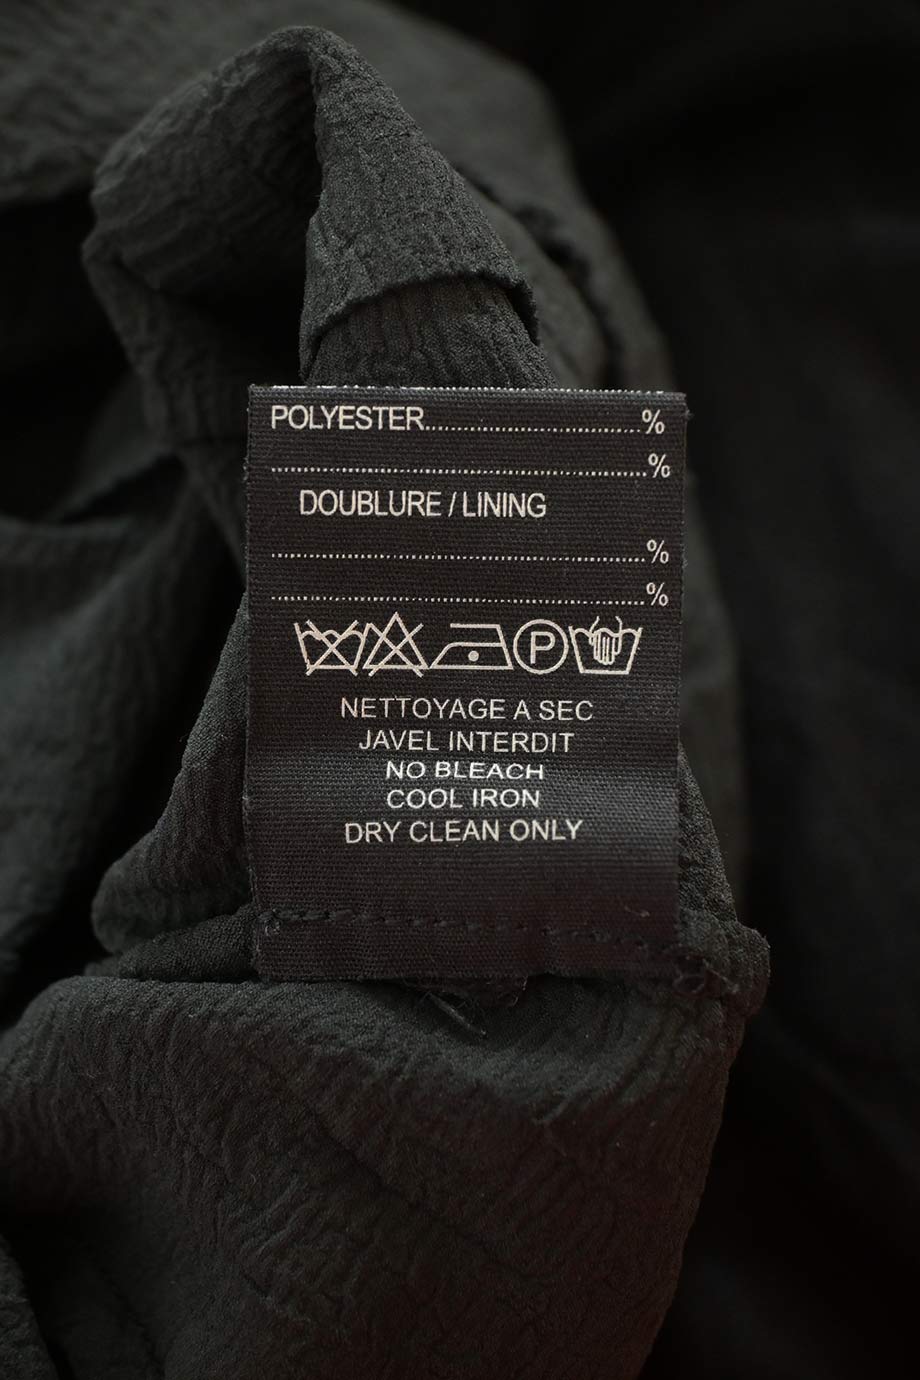 POLYESTER..............................%
.....................................................%
DOUBLURE / LINING
.....................................................%
.....................................................%
P
NETTOYAGE A SEC
JAVEL INTERDIT
NO BLEACH
COOL IRON
DRY CLEAN ONLY